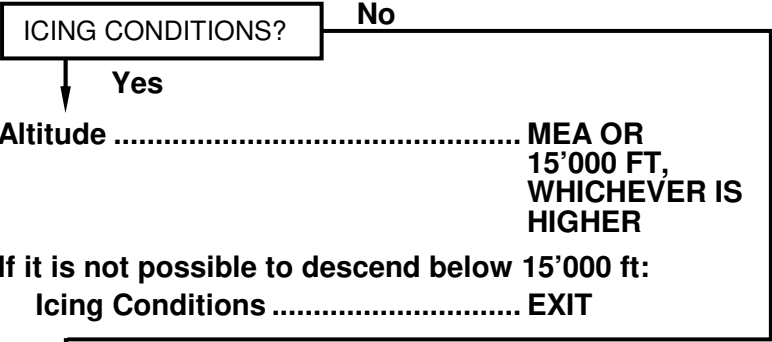 No
ICING CONDITIONS?
Yes
Altitude ................................................. MEA OR
15’000 FT,
WHICHEVER IS
HIGHER
If it is not possible to descend below 15’000 ft:
Icing Conditions .............................. EXIT